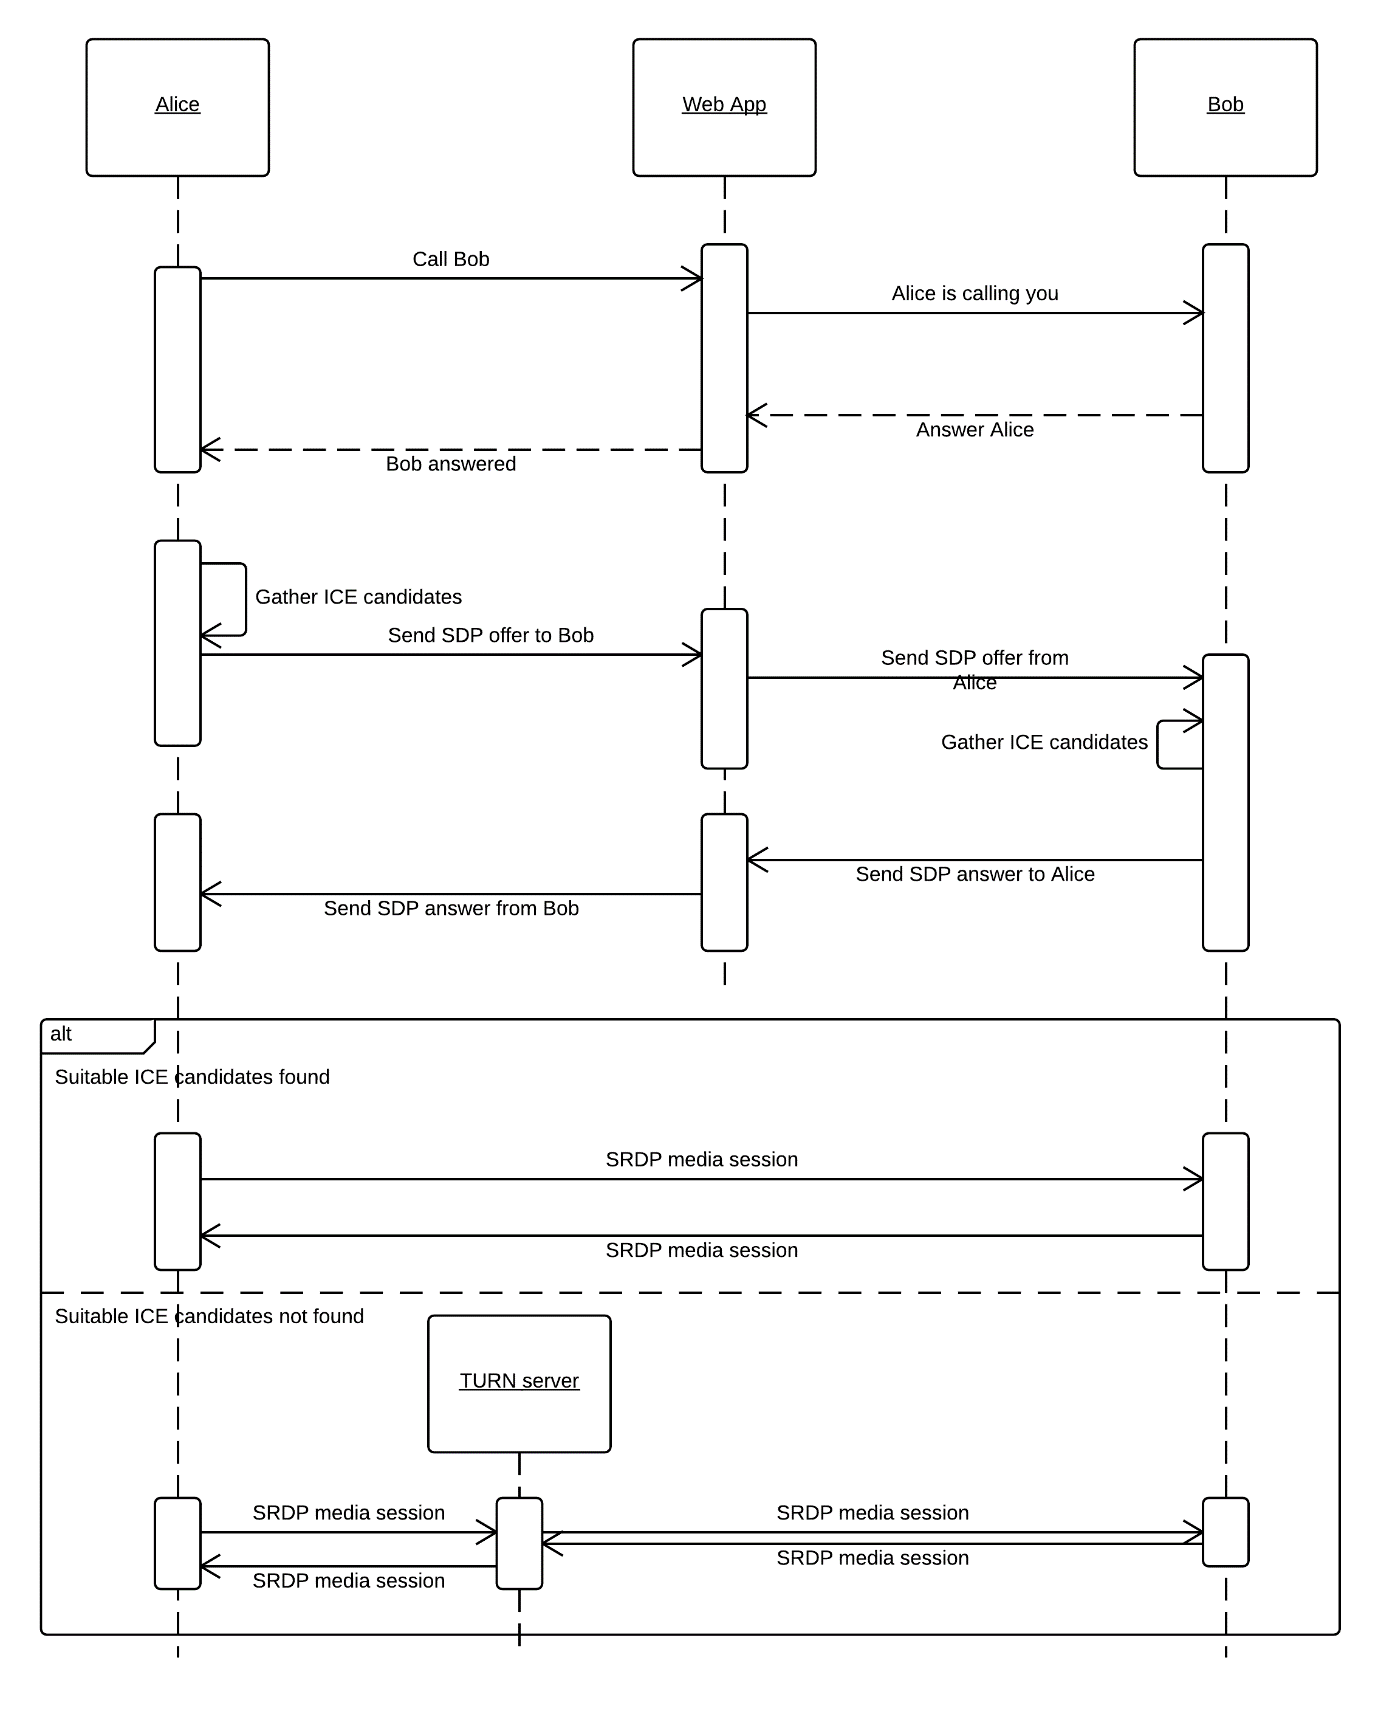 Alice
Web App
Bob
Call Bob
Alice is calling you
Answer Alice
Bob answered
Gather ICE candidates
Send SDP offer to Bob
Send SDP offer from
Alice
Gather ICE candidates
Send SDP answer to Alice
Send SDP answer from Bob
alt
Suitable ICE candidates found
SRDP media session
SRDP media session
Suitable ICE candidates not found
TURN server
SRDP media session
SRDP media session
SRDP media session
SRDP media session